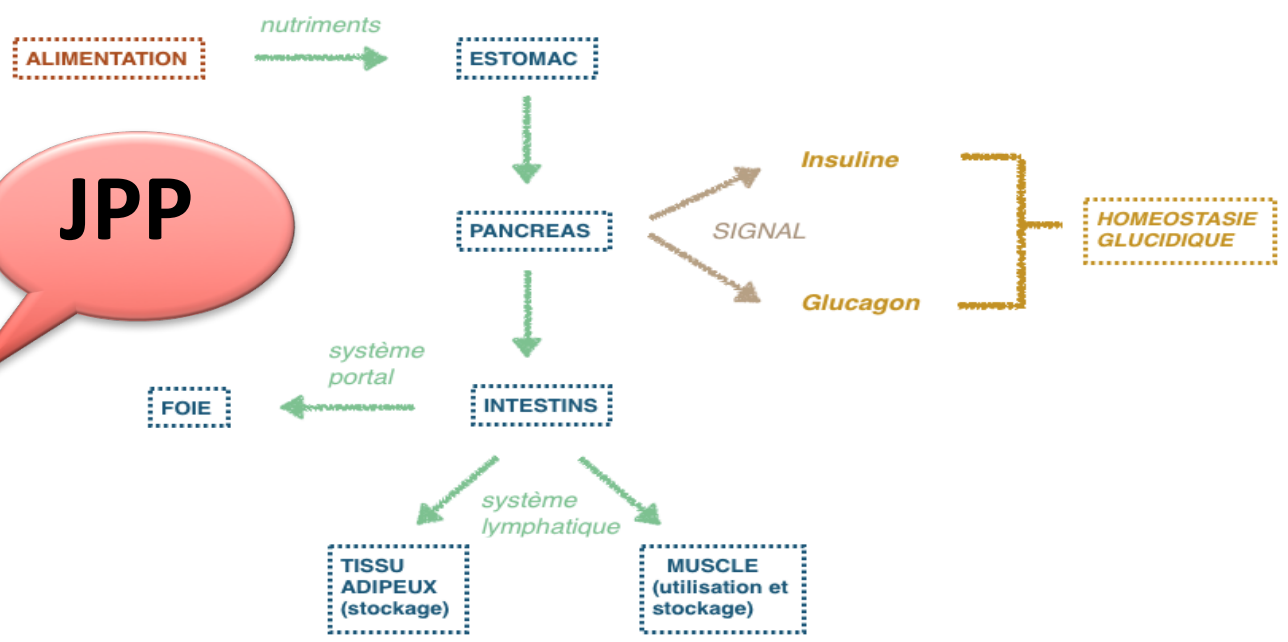 nutriments
ALIMENTATION
ESTOMAC
JPP
Insuline
PANCREAS
SIGNAL
HOMEOSTASIE
GLUCIDIQUE
Glucagon
système
portal
FOIE
INTESTINS
système
lymphatique
TISSU
ADIPEUX
(stockage)
MUSCLE
(utilisation et
stockage)